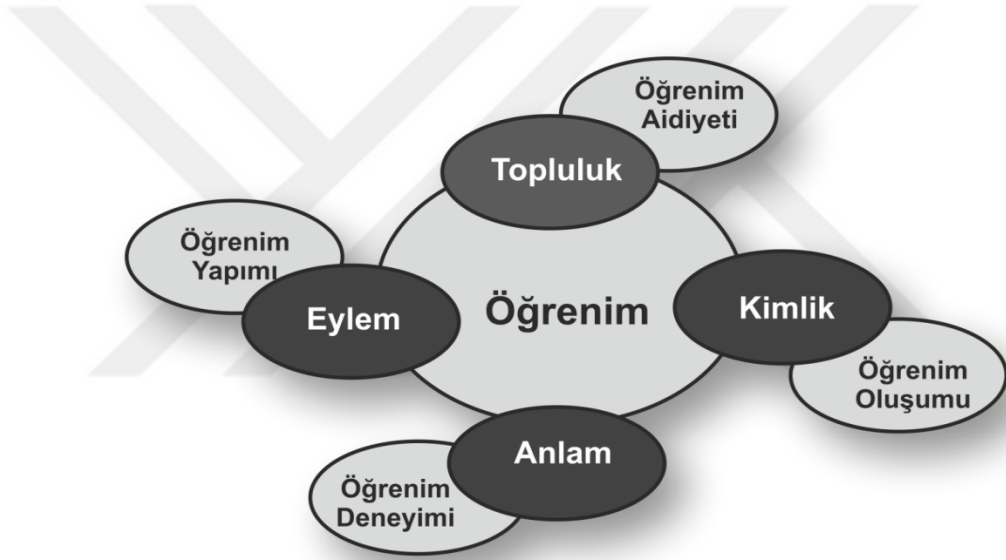 Öğrenim
Aidiyeti
Topluluk
Öğrenim
Yapımı
Eylem
Öğrenim
Kimlik
Öğrenim
Oluşumu
Anlam
Öğrenim
Deneyimi